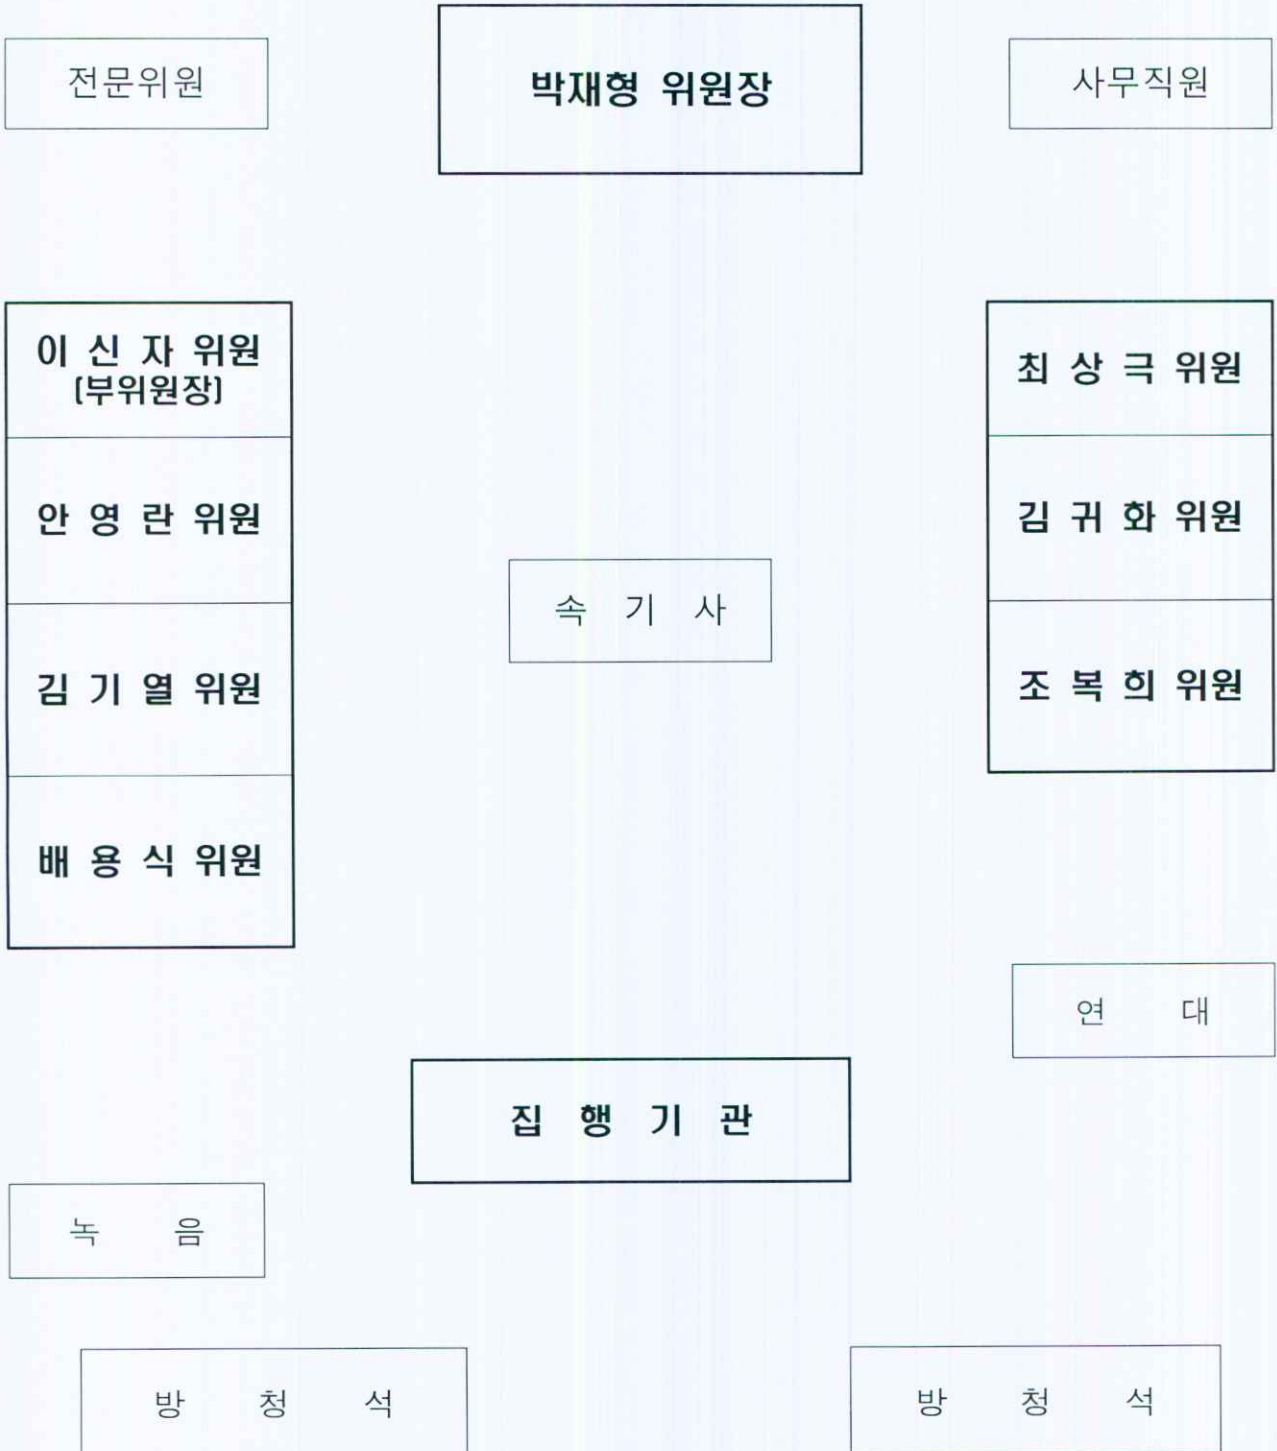 전문위원
박재형 위원장
사무직원
이 신 자 위원
(부위원장)
안 영 란 위원
김 기 열 위원
배 용 식 위원
속 기 사
최 상 극 위원
김 귀 화 위원
조 복 희 위원
연 대
집 행 기 관
녹 음
방 청 석
방 청 석